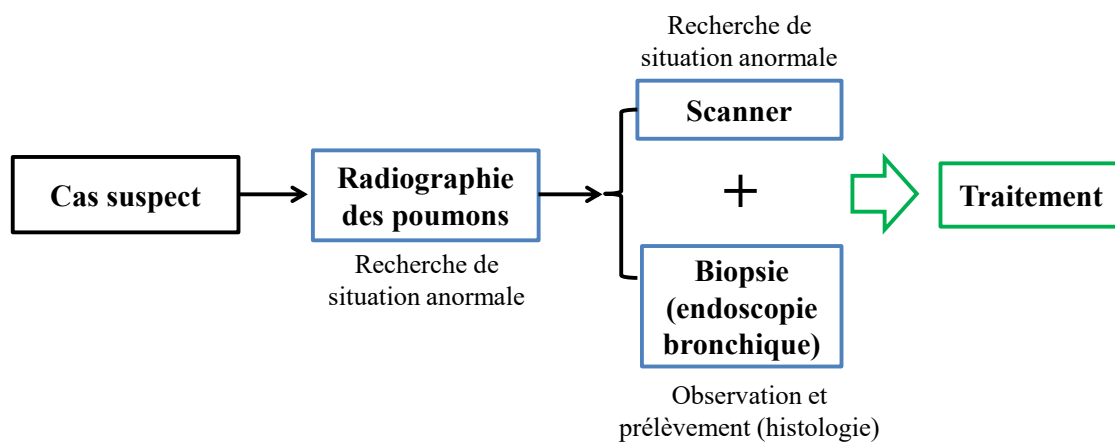 Cas suspect
Radiographie
des poumons
Recherche de
situation anormale
Recherche de
situation anormale
Scanner
+
Biopsie
(endoscopie
bronchique)
Observation et
prélèvement (histologie)
Traitement